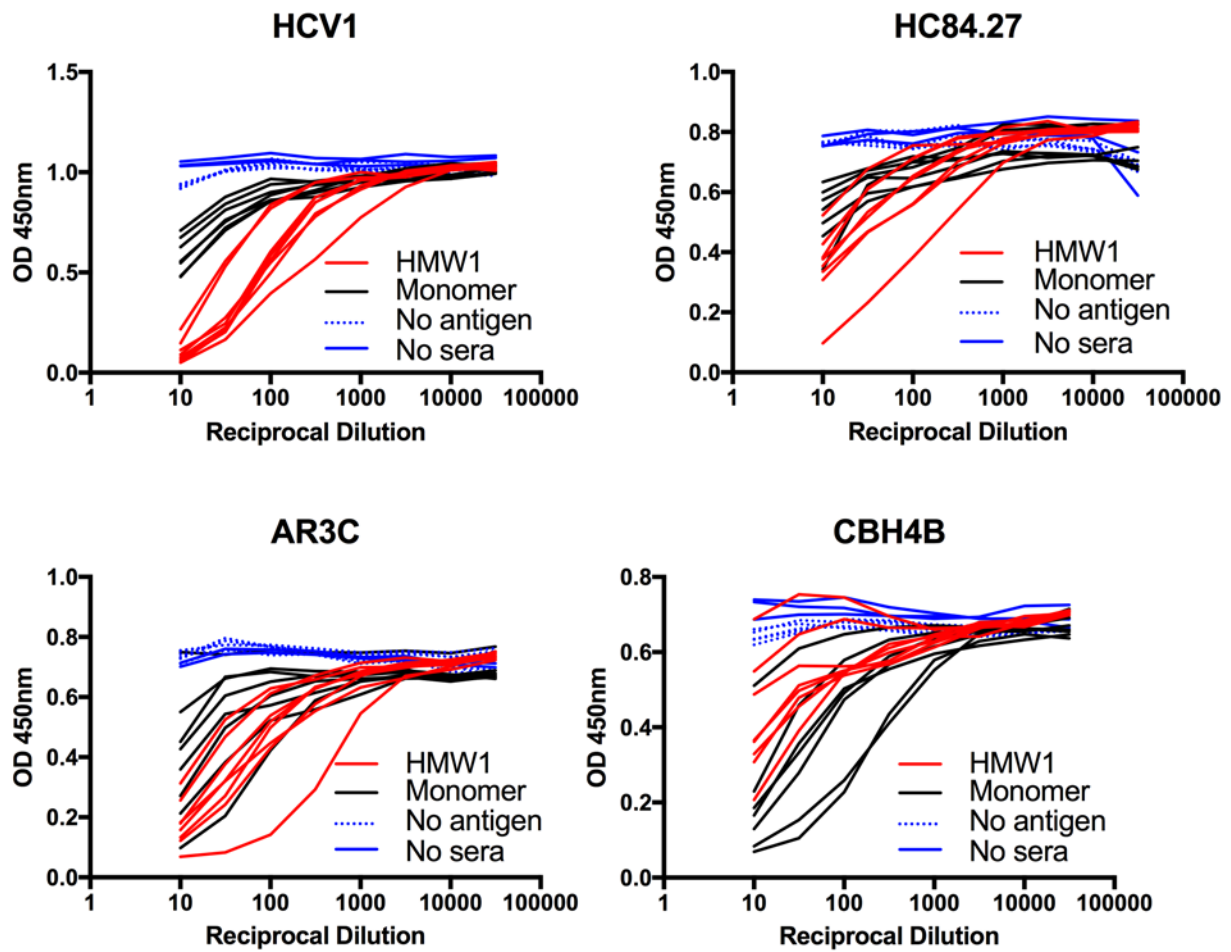 HCV1
OD 450nm
1.5
1.0
0.5
0.0
HMW1
Monomer
No antigen
No sera
1 10 100 1000 10000 100000
Reciprocal Dilution
HC84.27
OD 450nm
1.0
0.8
0.6
0.4
0.2
0.0
HMW1
Monomer
No antigen
No sera
1 10 100 1000 10000 100000
Reciprocal Dilution
AR3C
OD 450nm
1.0
0.8
0.6
0.4
0.2
0.0
HMW1
Monomer
No antigen
No sera
1 10 100 1000 10000 100000
Reciprocal Dilution
CBH4B
OD 450nm
0.8
0.6
0.4
0.2
0.0
HMW1
Monomer
No antigen
No sera
1 10 100 1000 10000 100000
Reciprocal Dilution